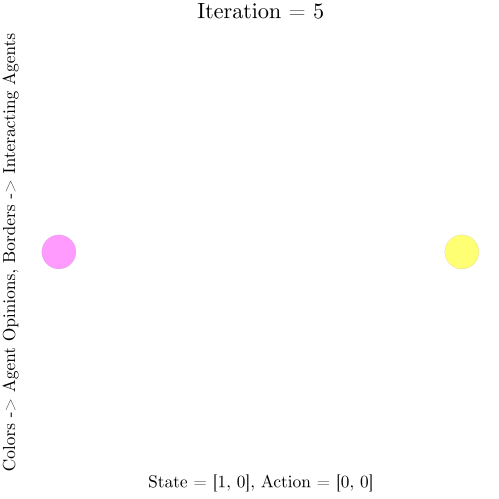 Iteration = 5
Colors -> Agent Opinions, Borders -> Interacting Agents
State = [1, 0], Action = [0, 0]